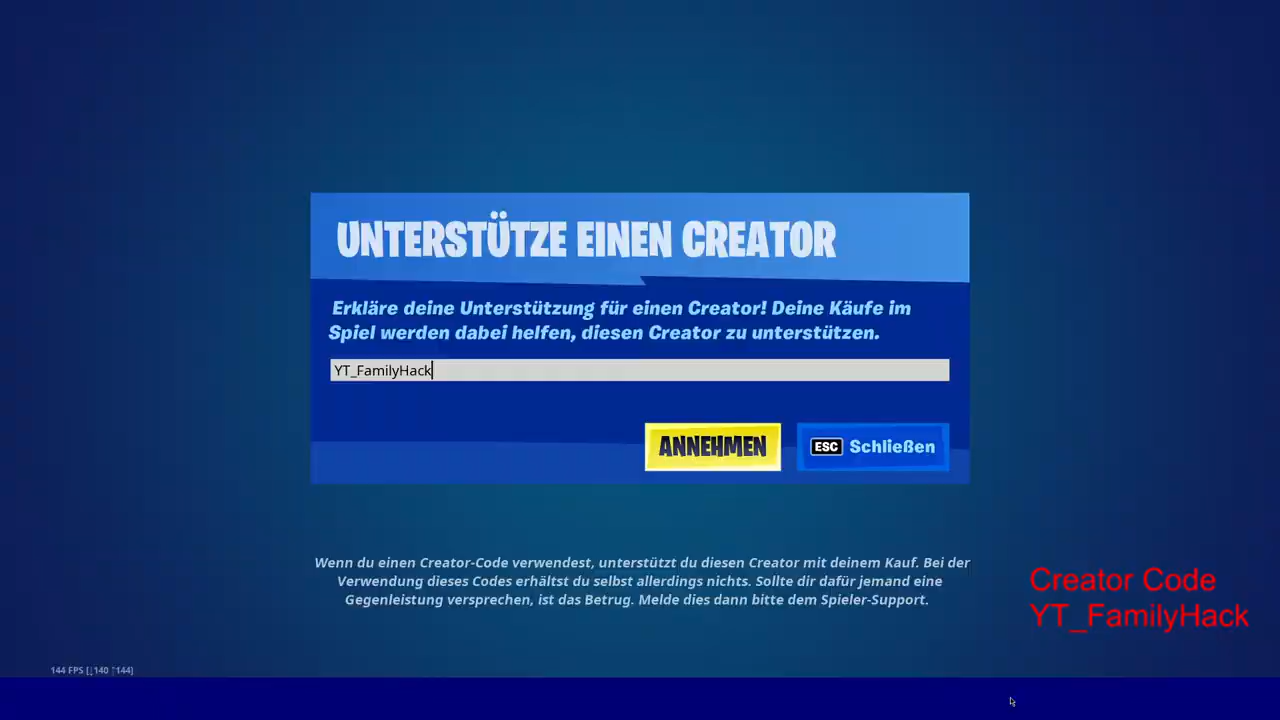 UNTERSTÜTZE EINEN CREATOR
Erkläre deine Unterstützung für einen Creator! Deine Käufe im
Spiel werden dabei helfen, diesen Creator zu unterstützen.
YT_FamilyHack
ANNEHMEN
ESC Schließen
Wenn du einen Creator-Code verwendest, unterstützt du diesen Creator mit deinem Kauf. Bei der
Verwendung dieses Codes erhältst du selbst allerdings nichts. Sollte dir dafür jemand eine
Gegenleistung versprechen, ist das Betrug. Melde dies dann bitte dem Spieler-Support.
Creator Code
YT_FamilyHack
144 FPS [↓140 ↑144]